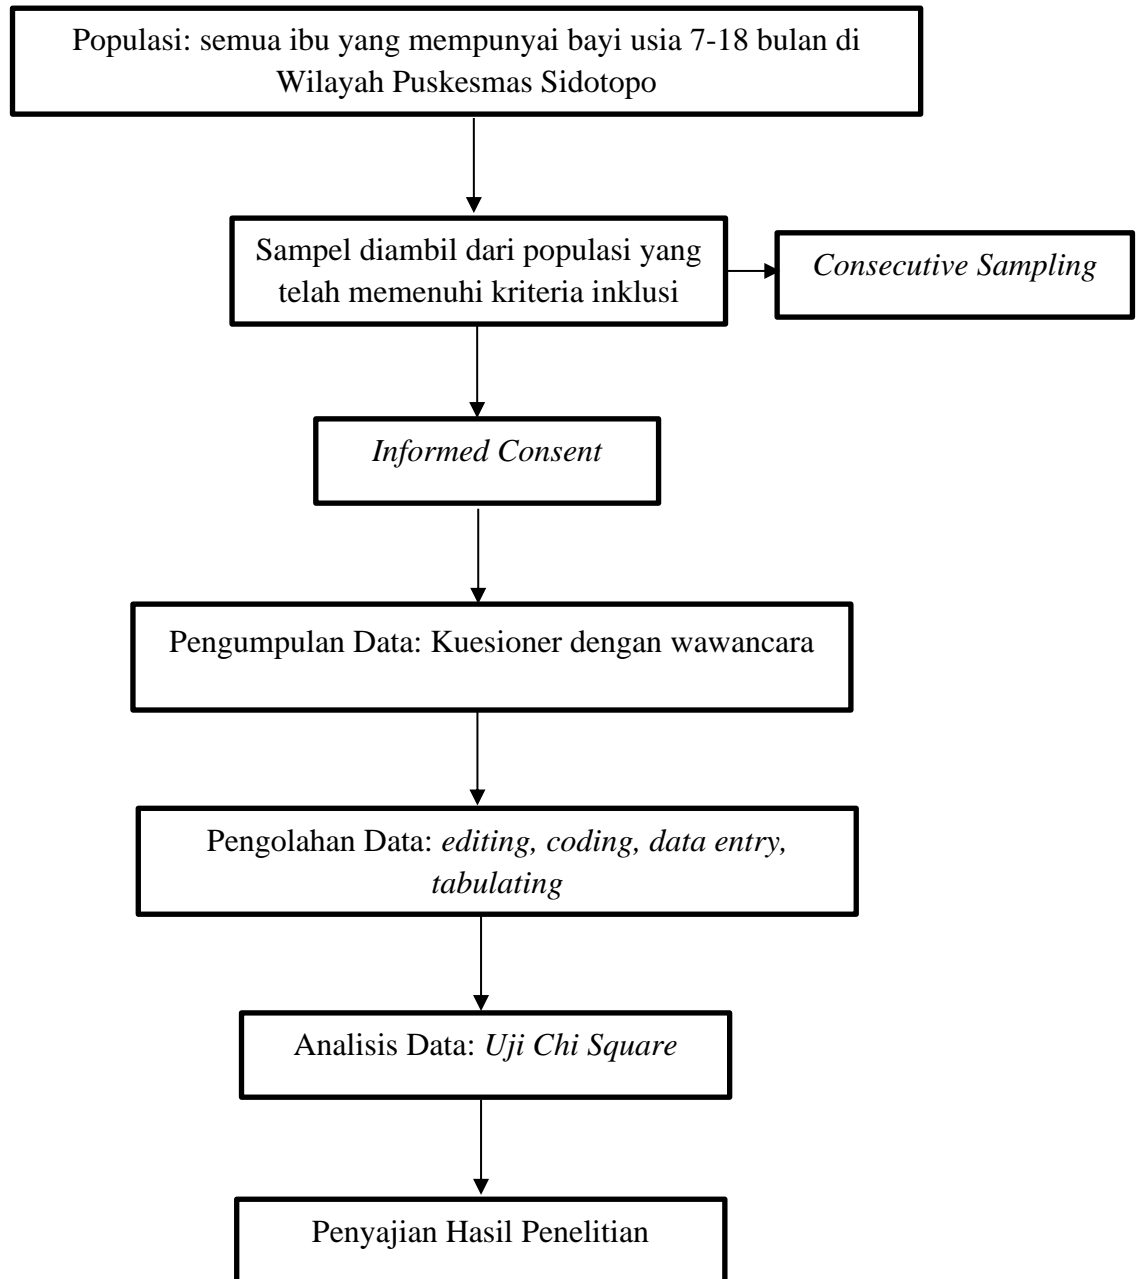 Populasi: semua ibu yang mempunyai bayi usia 7-18 bulan di
Wilayah Puskesmas Sidotopo
Sampel diambil dari populasi yang
telah memenuhi kriteria inklusi
Consecutive Sampling
Informed Consent
Pengumpulan Data: Kuesioner dengan wawancara
Pengolahan Data: editing, coding, data entry,
tabulating
Analisis Data: Uji Chi Square
Penyajian Hasil Penelitian